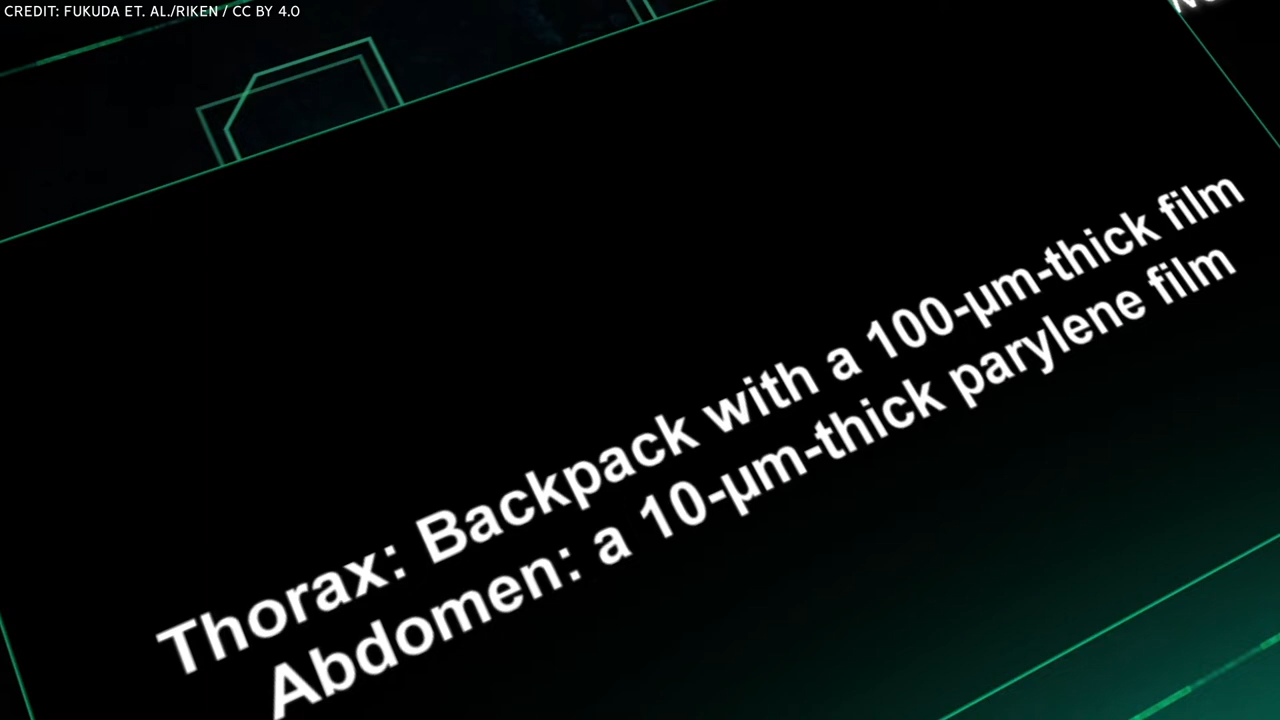 CREDIT: FUKUDA ET. AL./RIKEN / CC BY 4.0
Thorax: Backpack with a 100-µm-thick film
Abdomen: a 10-µm-thick parylene film